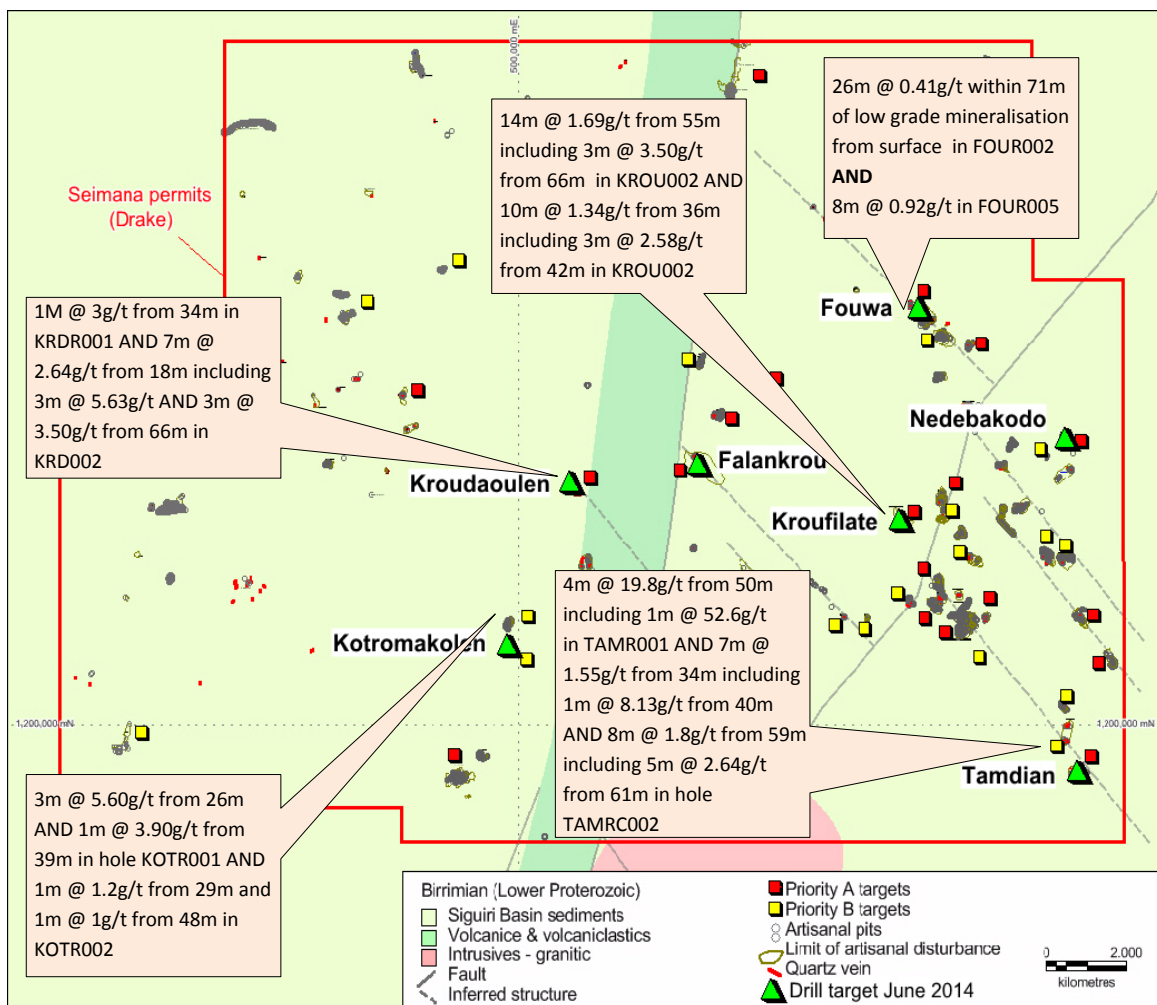 500,000 mE
26m @ 0.41g/t within 71m
of low grade mineralisation
from surface in FOUR002
AND
8m @ 0.92g/t in FOUR005
14m @ 1.69g/t from 55m
including 3m @ 3.50g/t
from 66m in KROU002 AND
10m @ 1.34g/t from 36m
including 3m @ 2.58g/t
from 42m in KROU002
Seimana permits
(Drake)
1M @ 3g/t from 34m in
KRDR001 AND 7m @
2.64g/t from 18m including
3m @ 5.63g/t AND 3m @
3.50g/t from 66m in
KRD002
Fouwa
Nedebakodo
Falankrou
Kroudaoulen
Kroufilate
4m @ 19.8g/t from 50m
including 1m @ 52.6g/t
in TAMR001 AND 7m @
1.55g/t from 34m including
1m @ 8.13g/t from 40m
AND 8m @ 1.8g/t from 59m
including 5m @ 2.64g/t
from 61m in hole
TAMRC002
Kotromakolen
1,200,000 mN
1,200,000 mN
Tamdian
3m @ 5.60g/t from 26m
AND 1m @ 3.90g/t from
39m in hole KOTR001 AND
1m @ 1.2g/t from 29m and
1m @ 1g/t from 48m in
KOTR002
Birrimian (Lower Proterozoic)
Siguiri Basin sediments
Volcanice & volcaniclastics
Intrusives - granitic
Fault
Inferred structure
Priority A targets
Priority B targets
Artisanal pits
Limit of artisanal disturbance
Quartz vein
Drill target June 2014
0 2.000
kilometres